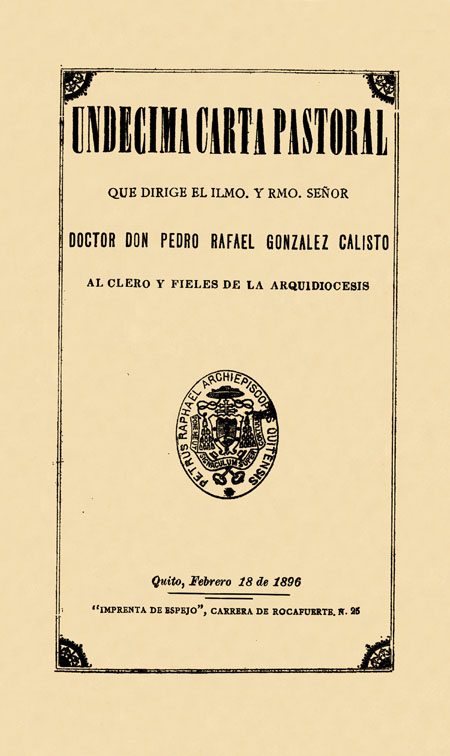 UNDECIMA CARTA PASTORAL
QUE DIRIGE EL ILMO. Y RMO. SEÑOR
DOCTOR DON PEDRO RAFAEL GONZALEZ CALISTO
AL CLERO Y FIELES DE LA ARQUIDIOCESIS
PETRUS RAPHAEL ARCHIEPISCOPUS QUITENSIS
Quito, Febrero 18 de 1896
"IMPRENTA DE ESPEJO", CARRERA DE ROCAFUERTE. N. 25